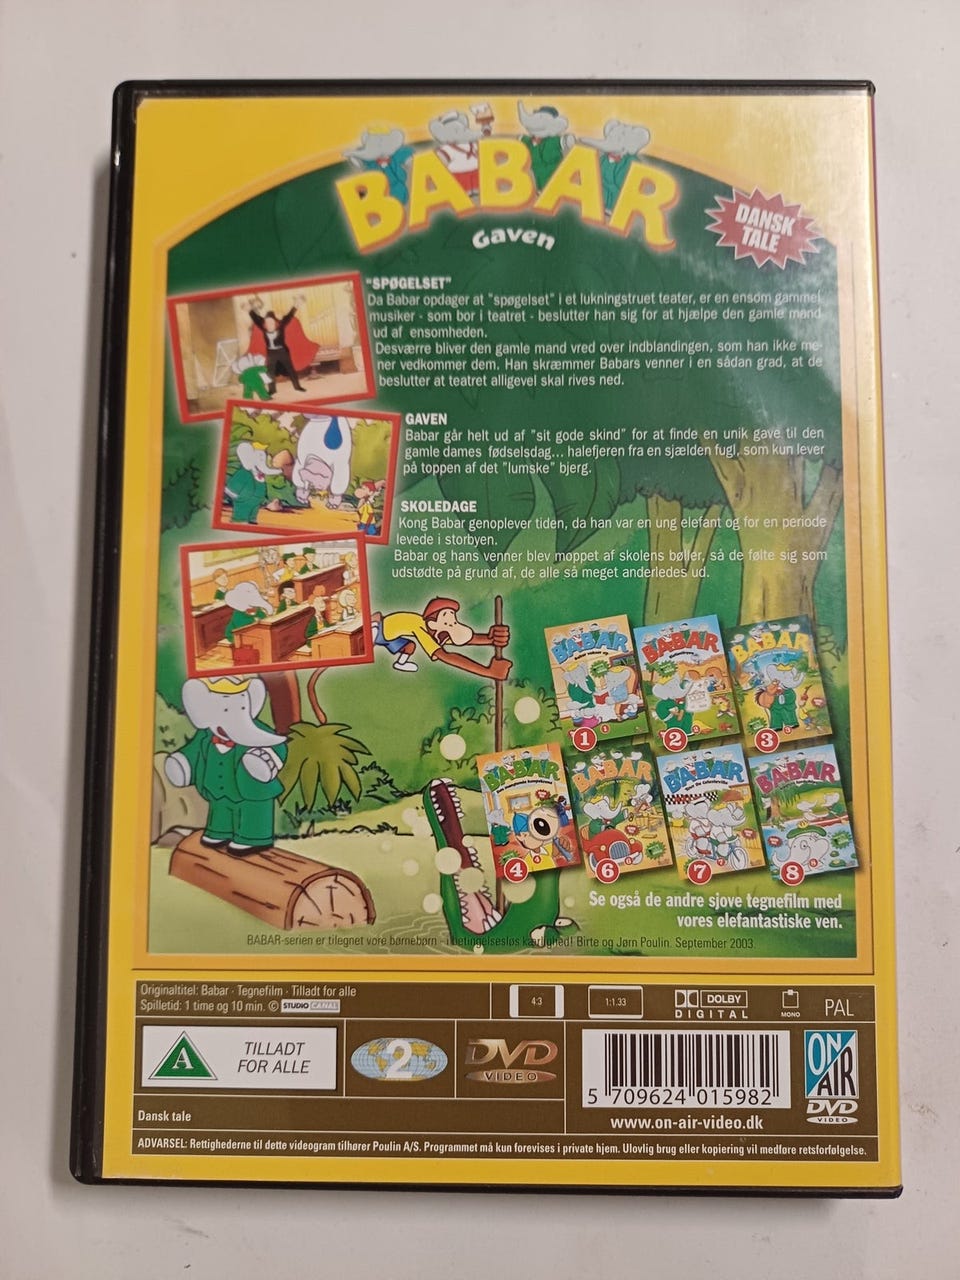 BABAR
Gaven
DANSK
TALE
"SPØGELSET"
Da Babar opdager at "spøgelset" i et lukningstruet teater, er en ensom gammel
musiker - som bor i teatret - beslutter han sig for at hjælpe den gamle mand
ud af ensomheden.
Desværre bliver den gamle mand vred over indblandingen, som han ikke me-
ner vedkommer dem. Han skræmmer Babars venner i en sådan grad, at de
beslutter at teatret alligevel skal rives ned.
GAVEN
Babar går helt ud af "sit gode skind" for at finde en unik gave til den
gamle dames fødselsdag... halefjeren fra en sjælden fugl, som kun lever
på toppen af det "lumske" bjerg.
SKOLEDAGE
Kong Babar genoplever tiden, da han var en ung elefant og for en periode
levede i storbyen.
Babar og hans venner blev moppet af skolens bøller, så de følte sig som
udstødte på grund af, de alle så meget anderledes ud.
BABAR BABAR BABAR
1 2 3
BABAR BABAR BABAR BABAR
4 6 7 8
Se også de andre sjove tegnefilm med
vores elefantastiske ven.
BABAR-serien er tilegnet vore børnebørn - i betingelsesløs kærlighed! Birte og Jørn Poulin. September 2003.
Originaltitel: Babar · Tegnefilm · Tilladt for alle
Spilletid: 1 time og 10 min. © STUDIO CANAL
4:3
1:1.33
DOLBY
DIGITAL
MONO
PAL
A
TILLADT
FOR ALLE
2
DVD
VIDEO
5 709624 015982
www.on-air-video.dk
ON
AIR
DVD
VIDEO
Dansk tale
ADVARSEL: Rettighederne til dette videogram tilhører Poulin A/S. Programmet må kun forevises i private hjem. Ulovlig brug eller kopiering vil medføre retsforfølgelse.